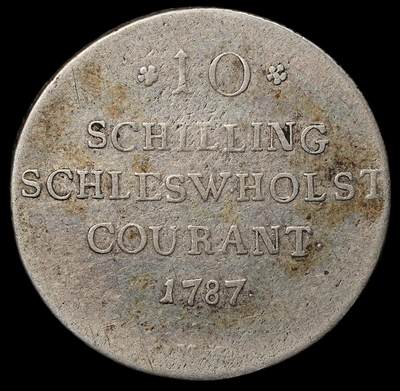 10
SCHILLING
SCHLESWHOLST
COURANT
1787